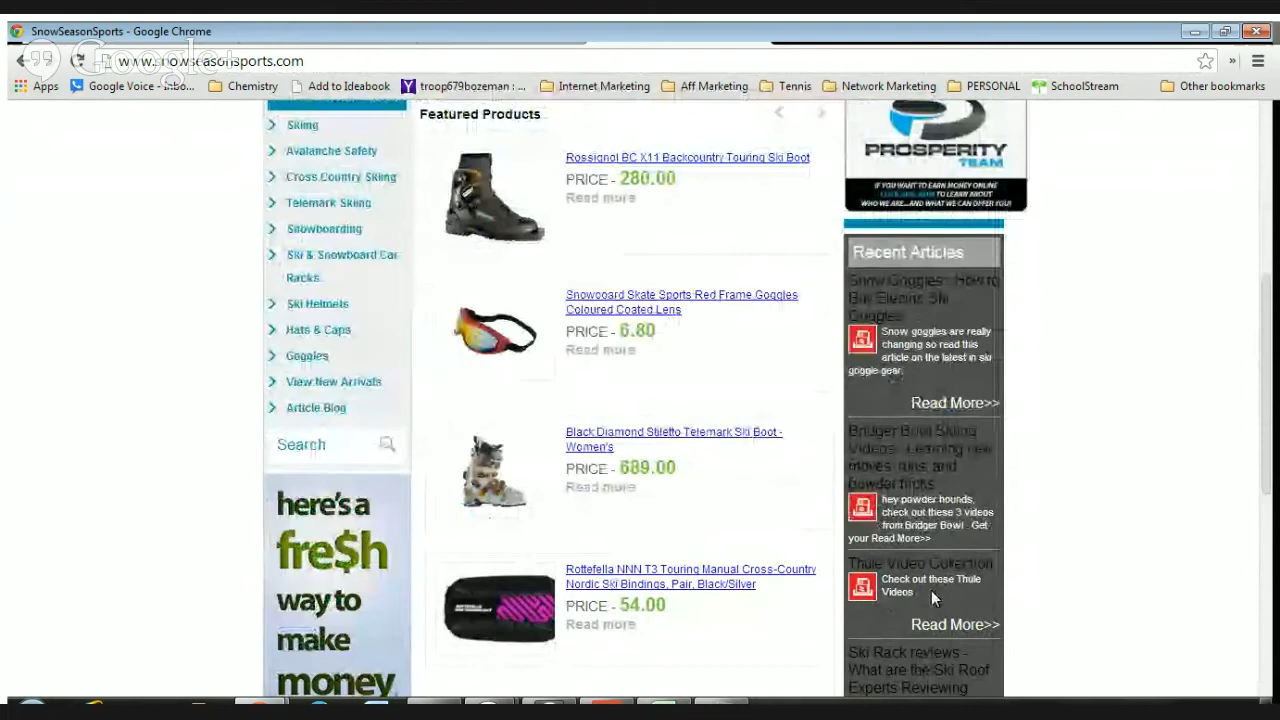 SnowSeasonSports - Google Chrome
Google+
www.snowseasonsports.com
Apps
Google Voice - Inbo...
Chemistry
Add to Ideabook
troop679bozeman : ...
Internet Marketing
Aff Marketing
Tennis
Network Marketing
PERSONAL
SchoolStream
Other bookmarks
Skiing
Avalanche Safety
Cross Country Skiing
Telemark Skiing
Snowboarding
Ski & Snowboard Car
Racks
Ski Helmets
Hats & Caps
Goggles
View New Arrivals
Article Blog
Search
here's a
fre$h
way to
make
money
Featured Products
Rossignol BC X11 Backcountry Touring Ski Boot
PRICE - 280.00
Read more
Snowboard Skate Sports Red Frame Goggles
Coloured Coated Lens
PRICE - 6.80
Read more
Black Diamond Stiletto Telemark Ski Boot -
Women's
PRICE - 689.00
Read more
Rottefella NNN T3 Touring Manual Cross-Country
Nordic Ski Bindings, Pair, Black/Silver
PRICE - 54.00
Read more
PROSPERITY
TEAM
IF YOU WANT TO EARN MONEY ONLINE
TO LEARN ABOUT
WHO WE ARE...AND WHAT WE CAN OFFER YOU!
Recent Articles
Snow Goggles - How to
Buy Electric Ski
Goggles
Snow goggles are really
changing so read this
article on the latest in ski
goggle gear.
Read More>>
Bridger Bowl Skiing
Videos - Learning new
moves, runs, and
powder tricks
hey powder hounds,
check out these 3 videos
from Bridger Bowl - Get
your Read More>>
Thule Video Collection
Check out these Thule
Videos
Read More>>
Ski Rack reviews -
What are the Ski Roof
Experts Reviewing